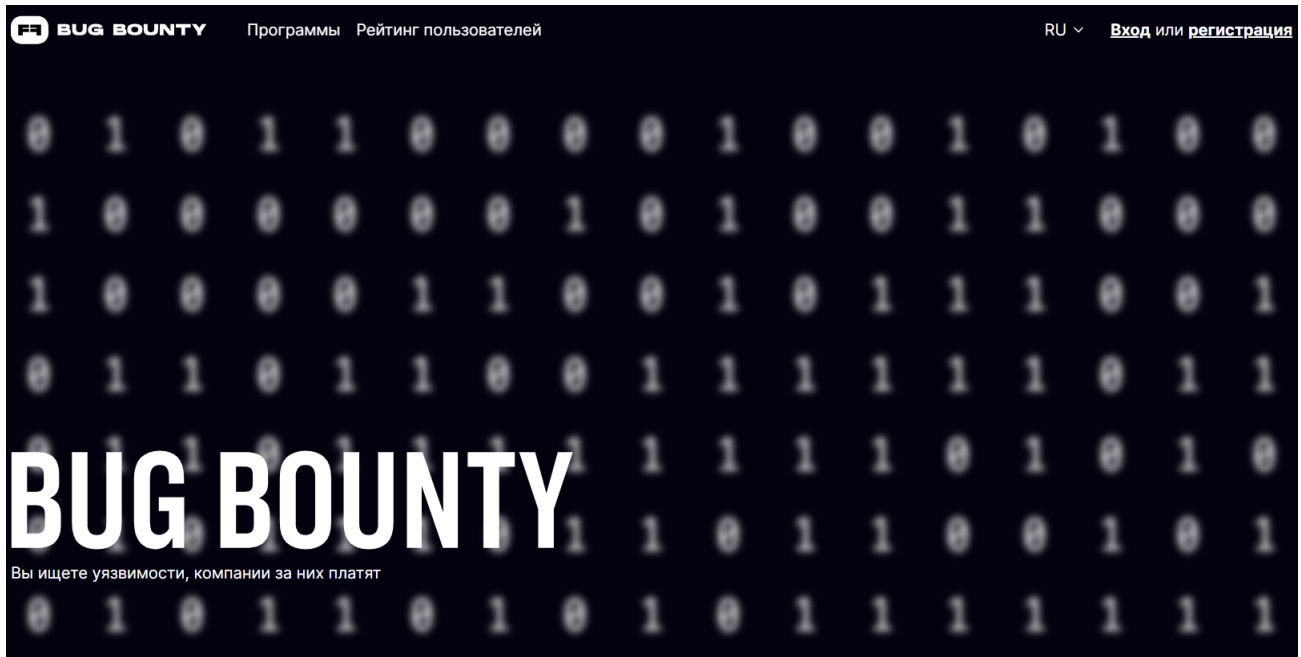 FF BUG BOUNTY Программы Рейтинг пользователей RU Вход или регистрация
0 1 0 1 1 0 0 0 0 1 0 0 1 0 1 0 0
1 0 0 0 0 0 0 1 0 1 0 0 1 1 0 0 0
1 0 0 0 0 1 1 0 0 1 0 1 1 1 0 0 1
0 1 1 0 1 1 0 0 1 1 1 1 1 1 0 1 1
1 1 1 1 1 0 1 0 1 0
BUG BOUNTY
1 1 0 1 1 0 0 1 0 1
Вы ищете уязвимости, компании за них платят
0 1 0 1 1 0 1 0 1 0 1 1 1 1 1 1 1